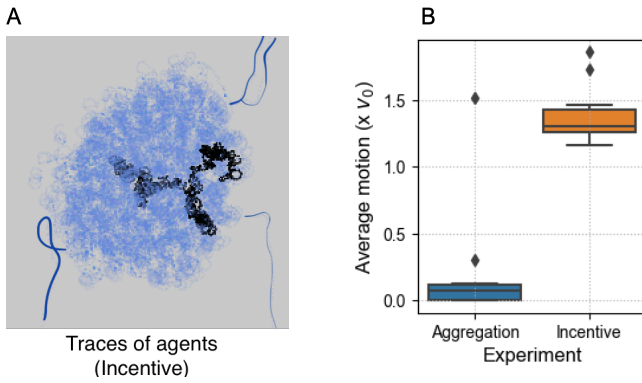 A
Traces of agents
(Incentive)
B
Average motion (x v₀)
1.5
1.0
0.5
0.0
Aggregation
Incentive
Experiment